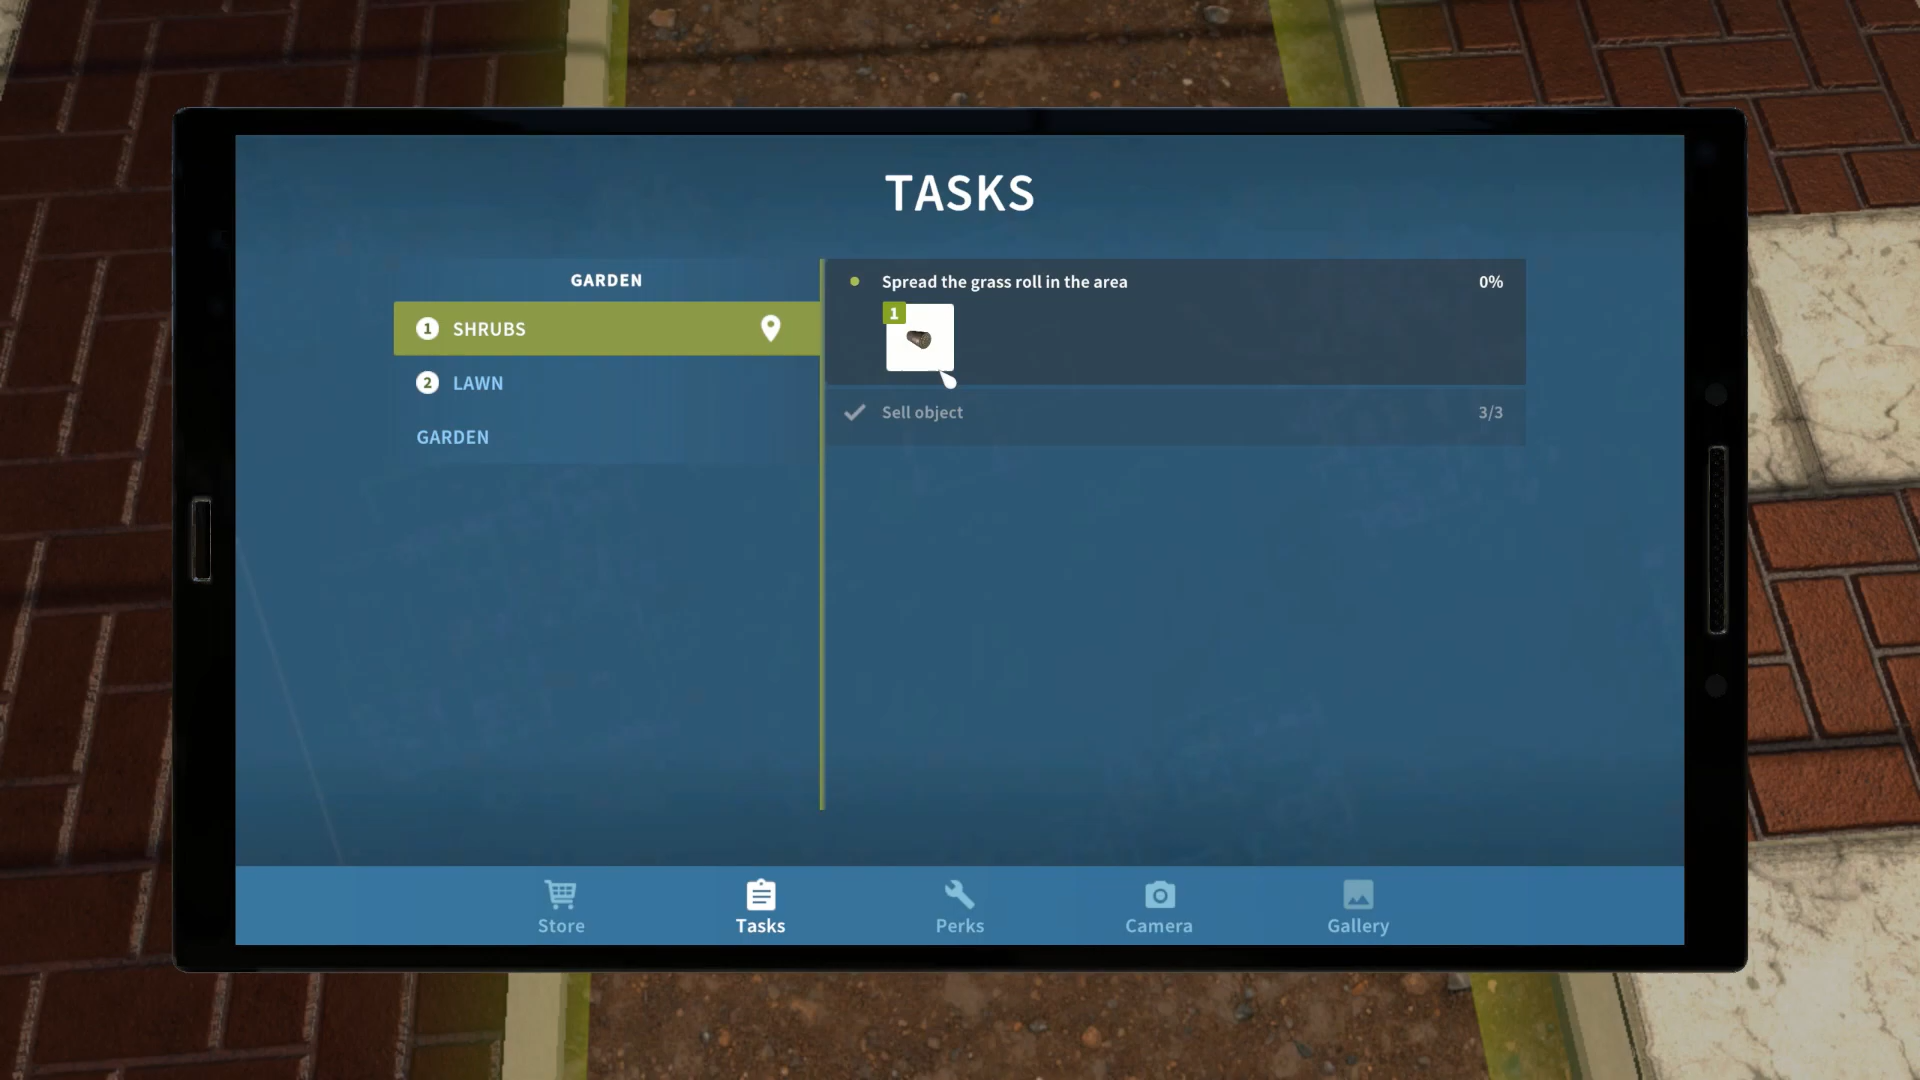 TASKS
GARDEN
1 SHRUBS
2 LAWN
GARDEN
Spread the grass roll in the area 0%
1
Sell object 3/3
Store Tasks Perks Camera Gallery